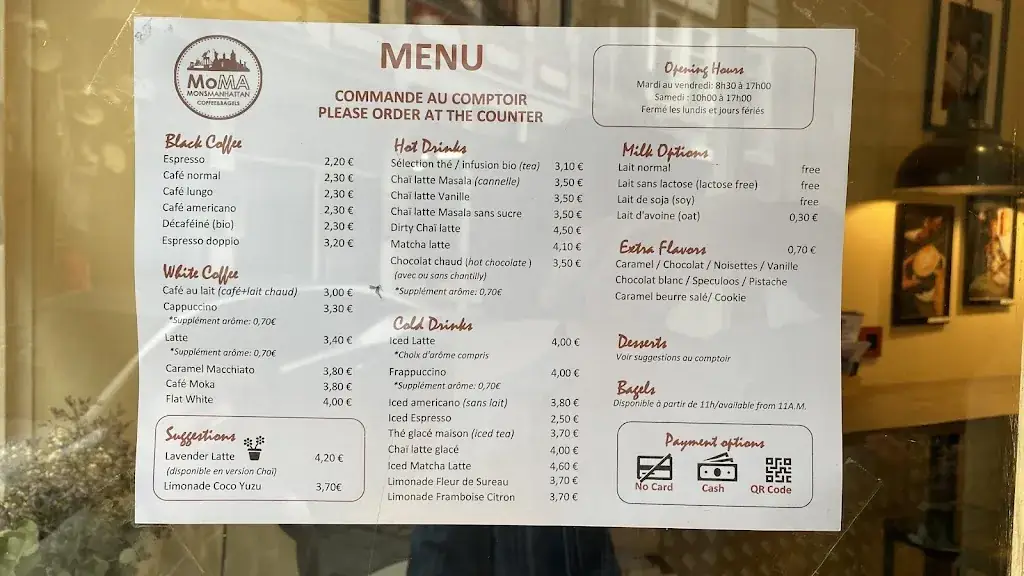 MoMA
MONSMANHATTAN
COFFEE&BAGELS
MENU
COMMANDE AU COMPTOIR
PLEASE ORDER AT THE COUNTER
Opening Hours
Mardi au vendredi: 8h30 à 17h00
Samedi : 10h00 à 17h00
Fermé les lundis et jours fériés
Black Coffee
Espresso 2,20 €
Café normal 2,30 €
Café lungo 2,30 €
Café americano 2,30 €
Décaféiné (bio) 2,30 €
Espresso doppio 3,20 €
White Coffee
Café au lait (café+lait chaud) 3,00 €
Cappuccino 3,30 €
*Supplément arôme: 0,70€
Latte 3,40 €
*Supplément arôme: 0,70€
Caramel Macchiato 3,80 €
Café Moka 3,80 €
Flat White 4,00 €
Suggestions
Lavender Latte 4,20 €
(disponible en version Chaï)
Limonade Coco Yuzu 3,70€
Hot Drinks
Sélection thé / infusion bio (tea) 3,10 €
Chaï latte Masala (cannelle) 3,50 €
Chaï latte Vanille 3,50 €
Chaï latte Masala sans sucre 3,50 €
Dirty Chaï latte 4,50 €
Matcha latte 4,10 €
Chocolat chaud (hot chocolate ) 3,50 €
(avec ou sans chantilly)
*Supplément arôme: 0,70€
Cold Drinks
Iced Latte 4,00 €
*Choix d'arôme compris
Frappuccino 4,00 €
*Supplément arôme: 0,70€
Iced americano (sans lait) 3,80 €
Iced Espresso 2,50 €
Thé glacé maison (iced tea) 3,70 €
Chaï latte glacé 4,00 €
Iced Matcha Latte 4,60 €
Limonade Fleur de Sureau 3,70 €
Limonade Framboise Citron 3,70 €
Milk Options
Lait normal free
Lait sans lactose (lactose free) free
Lait de soja (soy) free
Lait d'avoine (oat) 0,30 €
Extra Flavors 0,70 €
Caramel / Chocolat / Noisettes / Vanille
Chocolat blanc / Speculoos / Pistache
Caramel beurre salé/ Cookie
Desserts
Voir suggestions au comptoir
Bagels
Disponible à partir de 11h/available from 11A.M.
Payment options
No Card Cash QR Code